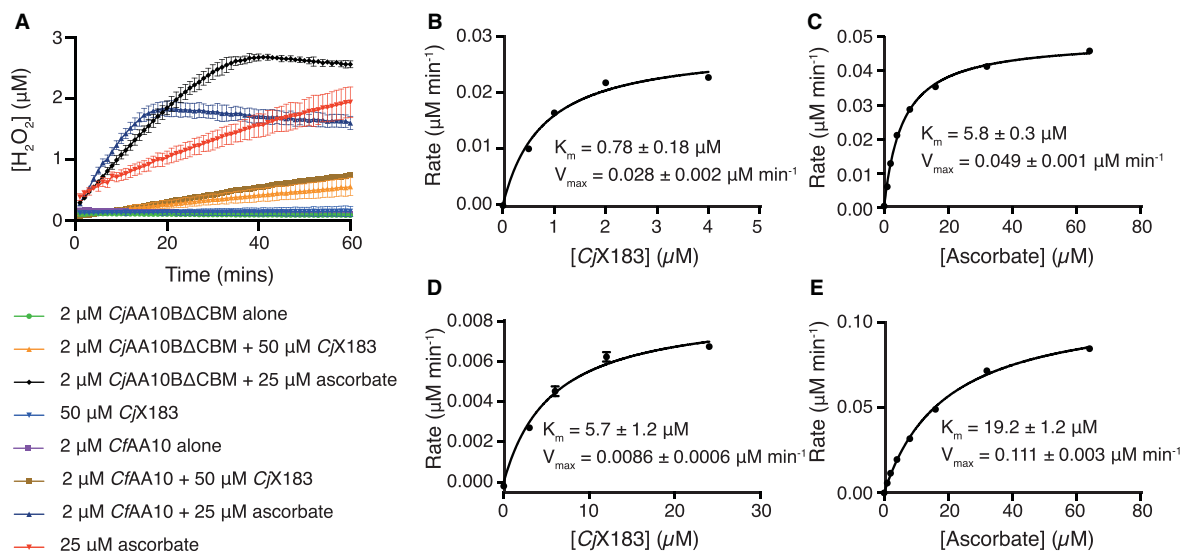 A
[H₂O₂] (μM)
3
2
1
0
0
20
40
60
Time (mins)
2 μM CjAA10BΔCBM alone
2 μM CjAA10BΔCBM + 50 μM CjX183
2 μM CjAA10BΔCBM + 25 μM ascorbate
50 μM CjX183
2 μM CfAA10 alone
2 μM CfAA10 + 50 μM CjX183
2 μM CfAA10 + 25 μM ascorbate
25 μM ascorbate
B
Rate (μM min⁻¹)
0.03
0.02
0.01
0.00
Kₘ = 0.78 ± 0.18 μM
Vₘₐₓ = 0.028 ± 0.002 μM min⁻¹
0
1
2
3
4
5
[CjX183] (μM)
C
Rate (μM min⁻¹)
0.05
0.04
0.03
0.02
0.01
0.00
Kₘ = 5.8 ± 0.3 μM
Vₘₐₓ = 0.049 ± 0.001 μM min⁻¹
0
20
40
60
80
[Ascorbate] (μM)
D
Rate (μM min⁻¹)
0.008
0.006
0.004
0.002
0.000
Kₘ = 5.7 ± 1.2 μM
Vₘₐₓ = 0.0086 ± 0.0006 μM min⁻¹
0
10
20
30
[CjX183] (μM)
E
Rate (μM min⁻¹)
0.10
0.05
0.00
Kₘ = 19.2 ± 1.2 μM
Vₘₐₓ = 0.111 ± 0.003 μM min⁻¹
0
20
40
60
80
[Ascorbate] (μM)